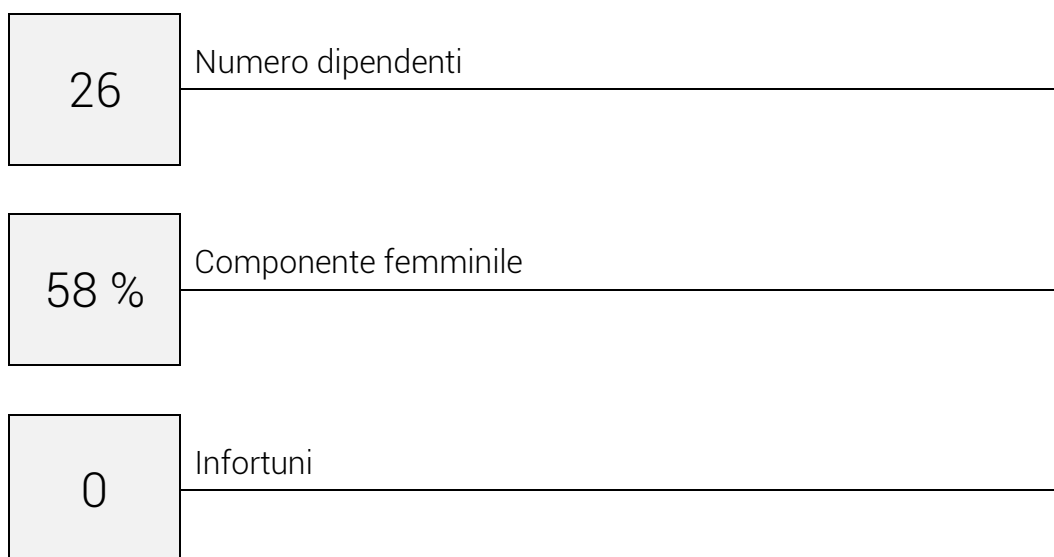 26
Numero dipendenti
58 %
Componente femminile
0
Infortuni